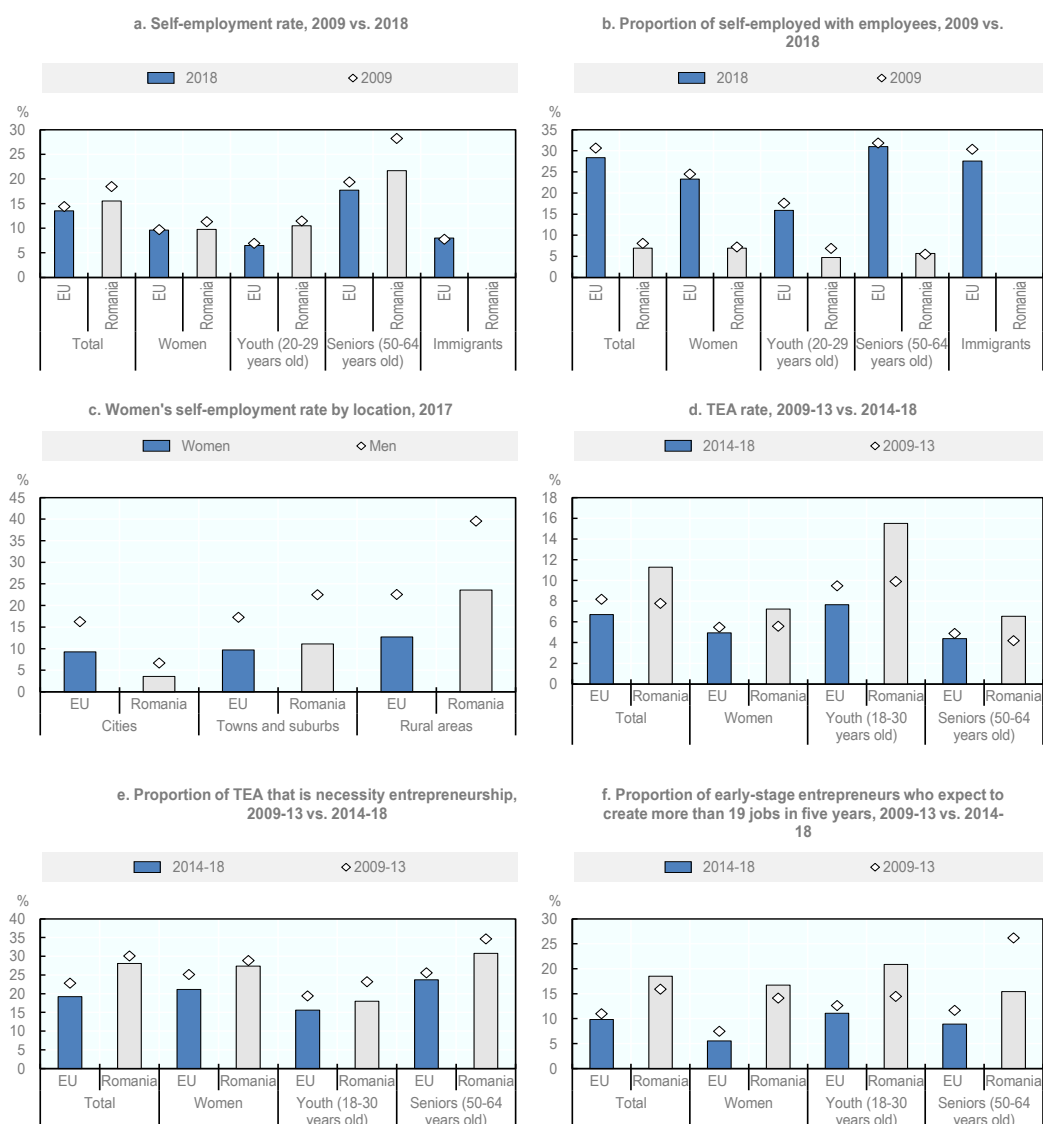 a. Self-employment rate, 2009 vs. 2018
2018
2009
%
30
25
20
15
10
5
0
EU
Romania
EU
Romania
EU
Romania
EU
Romania
EU
Romania
Total
Women
Youth (20-29
years old)
Seniors (50-64
years old)
Immigrants
b. Proportion of self-employed with employees, 2009 vs.
2018
2018
2009
%
35
30
25
20
15
10
5
0
EU
Romania
EU
Romania
EU
Romania
EU
Romania
EU
Romania
Total
Women
Youth (20-29
years old)
Seniors (50-64
years old)
Immigrants
c. Women's self-employment rate by location, 2017
Women
Men
%
45
40
35
30
25
20
15
10
5
0
EU
Romania
EU
Romania
EU
Romania
Cities
Towns and suburbs
Rural areas
d. TEA rate, 2009-13 vs. 2014-18
2014-18
2009-13
%
18
16
14
12
10
8
6
4
2
0
EU
Romania
EU
Romania
EU
Romania
EU
Romania
Total
Women
Youth (18-30
years old)
Seniors (50-64
years old)
e. Proportion of TEA that is necessity entrepreneurship,
2009-13 vs. 2014-18
2014-18
2009-13
%
40
35
30
25
20
15
10
5
0
EU
Romania
EU
Romania
EU
Romania
EU
Romania
Total
Women
Youth (18-30
years old)
Seniors (50-64
years old)
f. Proportion of early-stage entrepreneurs who expect to
create more than 19 jobs in five years, 2009-13 vs. 2014-
18
2014-18
2009-13
%
30
25
20
15
10
5
0
EU
Romania
EU
Romania
EU
Romania
EU
Romania
Total
Women
Youth (18-30
years old)
Seniors (50-64
years old)